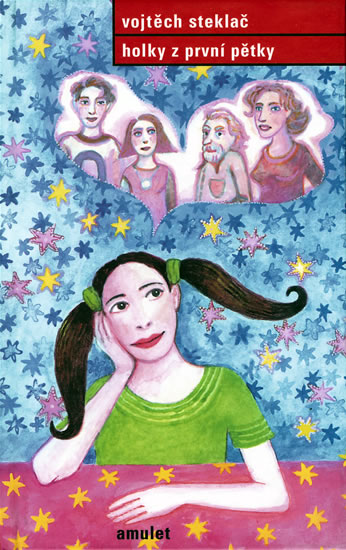 vojtěch steklač
holky z první pětky
amulet